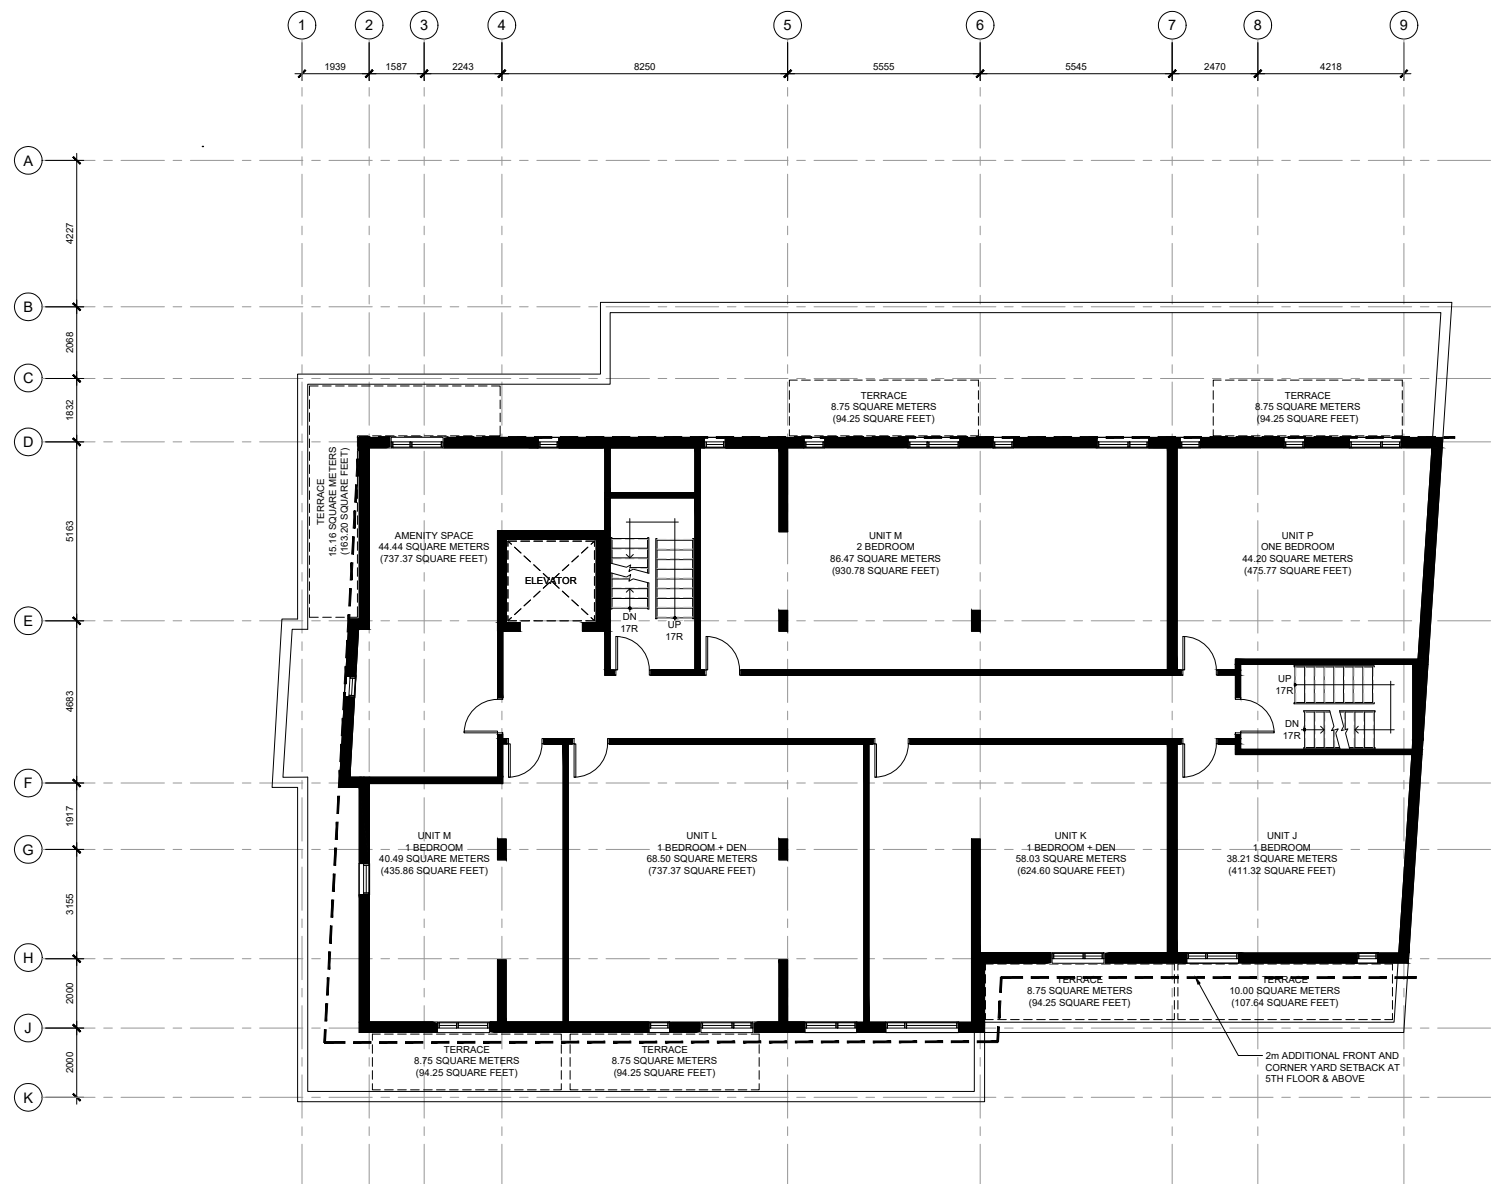 1
2
3
4
5
6
7
8
9
1939
1587
2243
8250
5555
5545
2470
4218
A
4227
B
2068
C
1832
D
5163
E
4683
F
1917
G
3155
H
2000
J
2000
K
TERRACE
8.75 SQUARE METERS
(94.25 SQUARE FEET)
TERRACE
8.75 SQUARE METERS
(94.25 SQUARE FEET)
TERRACE
15.16 SQUARE METERS
(163.20 SQUARE FEET)
AMENITY SPACE
44.44 SQUARE METERS
(737.37 SQUARE FEET)
ELEVATOR
DN
17R
UP
17R
UNIT M
2 BEDROOM
86.47 SQUARE METERS
(930.78 SQUARE FEET)
UNIT P
ONE BEDROOM
44.20 SQUARE METERS
(475.77 SQUARE FEET)
UP
17R
DN
17R
UNIT M
1 BEDROOM
40.49 SQUARE METERS
(435.86 SQUARE FEET)
UNIT L
1 BEDROOM + DEN
68.50 SQUARE METERS
(737.37 SQUARE FEET)
UNIT K
1 BEDROOM + DEN
58.03 SQUARE METERS
(624.60 SQUARE FEET)
UNIT J
1 BEDROOM
38.21 SQUARE METERS
(411.32 SQUARE FEET)
TERRACE
8.75 SQUARE METERS
(94.25 SQUARE FEET)
TERRACE
10.00 SQUARE METERS
(107.64 SQUARE FEET)
TERRACE
8.75 SQUARE METERS
(94.25 SQUARE FEET)
TERRACE
8.75 SQUARE METERS
(94.25 SQUARE FEET)
2m ADDITIONAL FRONT AND
CORNER YARD SETBACK AT
5TH FLOOR & ABOVE